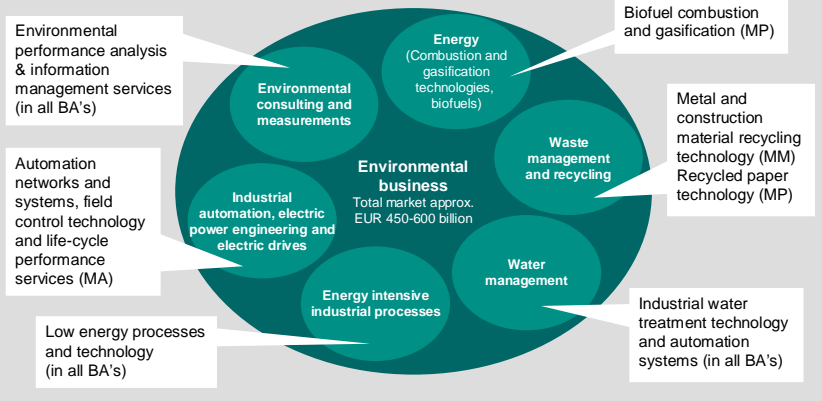 Environmental
performance analysis
& information
management services
(in all BA's)
Biofuel combustion
and gasification (MP)
Energy
(Combustion and
gasification
technologies,
biofuels)
Environmental
consulting and
measurements
Metal and
construction
material recycling
technology (MM)
Recycled paper
technology (MP)
Waste
management
and recycling
Environmental
business
Total market approx.
EUR 450-600 billion
Automation
networks and
systems, field
control technology
and life-cycle
performance
services (MA)
Industrial
automation, electric
power engineering and
electric drives
Water
management
Energy intensive
industrial processes
Industrial water
treatment technology
and automation
systems (in all BA's)
Low energy processes
and technology
(in all BA's)